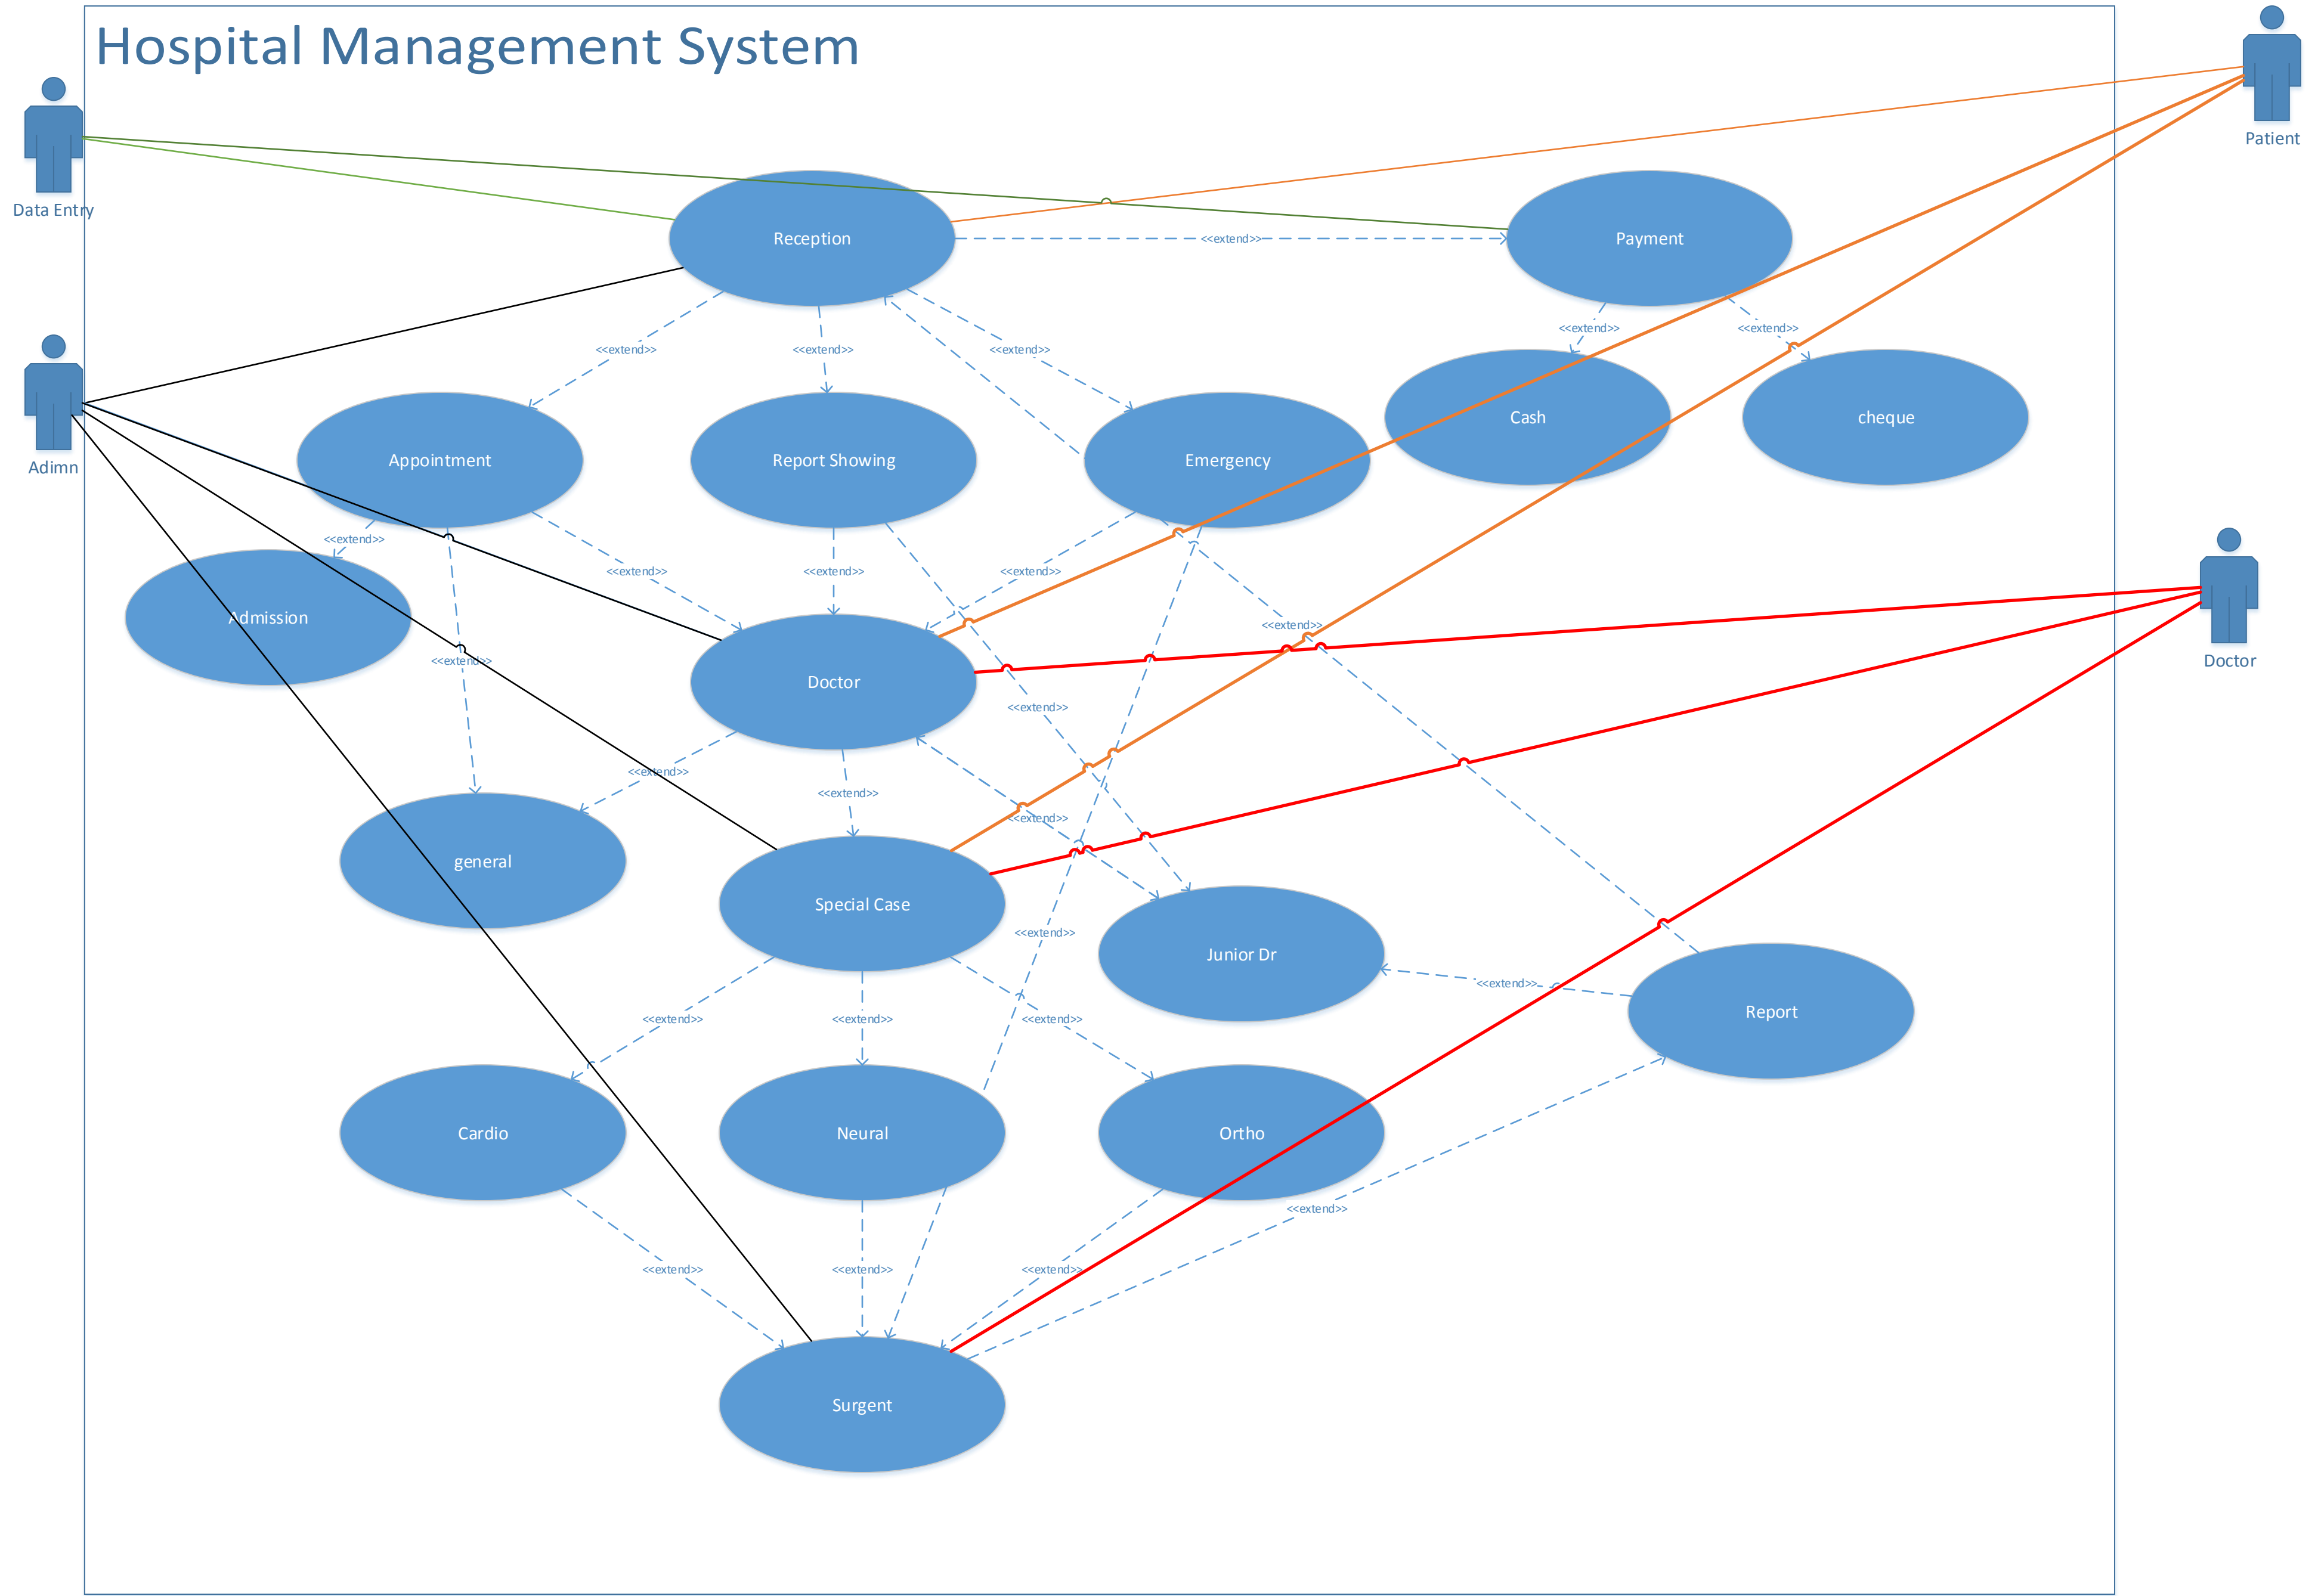 Hospital Management System
Patient
Data Entry
Reception
<<extend>>
Payment
<<extend>>
<<extend>>
<<extend>>
<<extend>>
<<extend>>
Adimn
Appointment
Report Showing
Emergency
Cash
cheque
<<extend>>
<<extend>>
<<extend>>
<<extend>>
Admission
<<extend>>
<<extend>>
Doctor
Doctor
<<extend>>
<<extend>>
<<extend>>
<<extend>>
general
Special Case
<<extend>>
Junior Dr
<<extend>>
Report
<<extend>>
<<extend>>
<<extend>>
Cardio
Neural
Ortho
<<extend>>
<<extend>>
<<extend>>
<<extend>>
Surgent